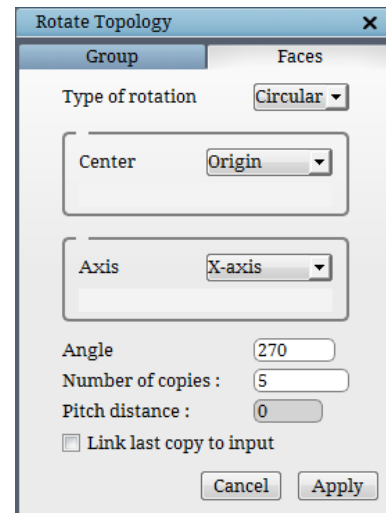 Rotate Topology x
Group Faces
Type of rotation Circular
Center Origin
Axis X-axis
Angle 270
Number of copies : 5
Pitch distance : 0
Link last copy to input
Cancel Apply